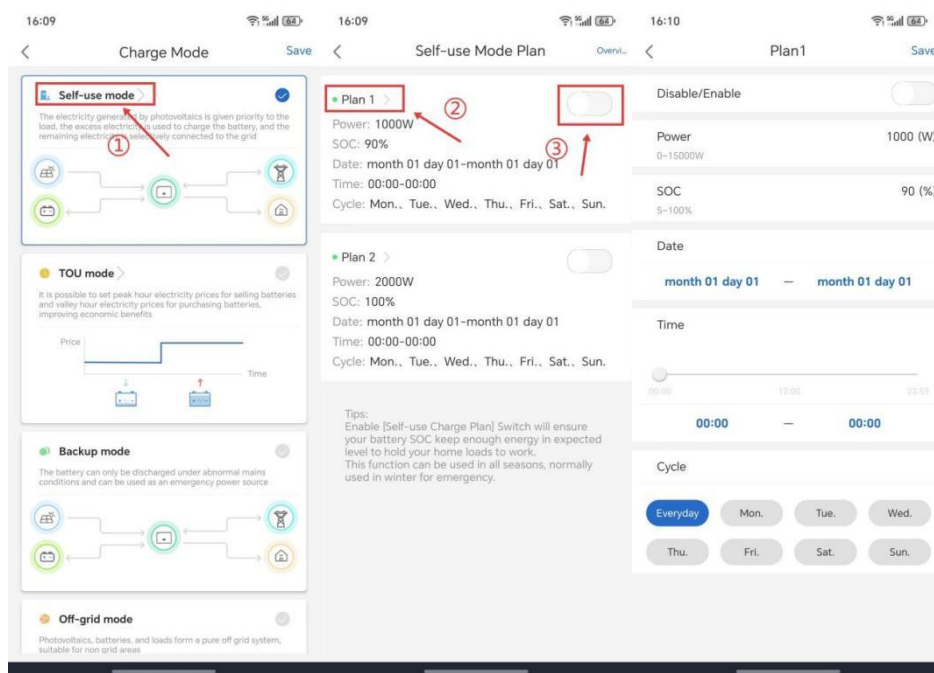 16:09
5G
64
Charge Mode
Save
Self-use mode
The electricity generated by photovoltaics is given priority to the
load, the excess electricity is used to charge the battery, and the
remaining electricity is selectively connected to the grid
①
TOU mode
It is possible to set peak hour electricity prices for selling batteries
and valley hour electricity prices for purchasing batteries,
improving economic benefits
Price
Time
Backup mode
The battery can only be discharged under abnormal mains
conditions and can be used as an emergency power source
Off-grid mode
Photovoltaics, batteries, and loads form a pure off grid system,
suitable for non grid areas
16:09
5G
64
Self-use Mode Plan
Overvi...
Plan 1
②
③
Power: 1000W
SOC: 90%
Date: month 01 day 01-month 01 day 01
Time: 00:00-00:00
Cycle: Mon.、Tue.、Wed.、Thu.、Fri.、Sat.、Sun.
Plan 2
Power: 2000W
SOC: 100%
Date: month 01 day 01-month 01 day 01
Time: 00:00-00:00
Cycle: Mon.、Tue.、Wed.、Thu.、Fri.、Sat.、Sun.
Tips:
Enable [Self-use Charge Plan] Switch will ensure
your battery SOC keep enough energy in expected
level to hold your home loads to work.
This function can be used in all seasons, normally
used in winter for emergency.
16:10
5G
64
Plan1
Save
Disable/Enable
Power 1000 (W)
0~15000W
SOC 90 (%)
5~100%
Date
month 01 day 01 — month 01 day 01
Time
00:00 12:00 23:59
00:00 — 00:00
Cycle
Everyday Mon. Tue. Wed.
Thu. Fri. Sat. Sun.